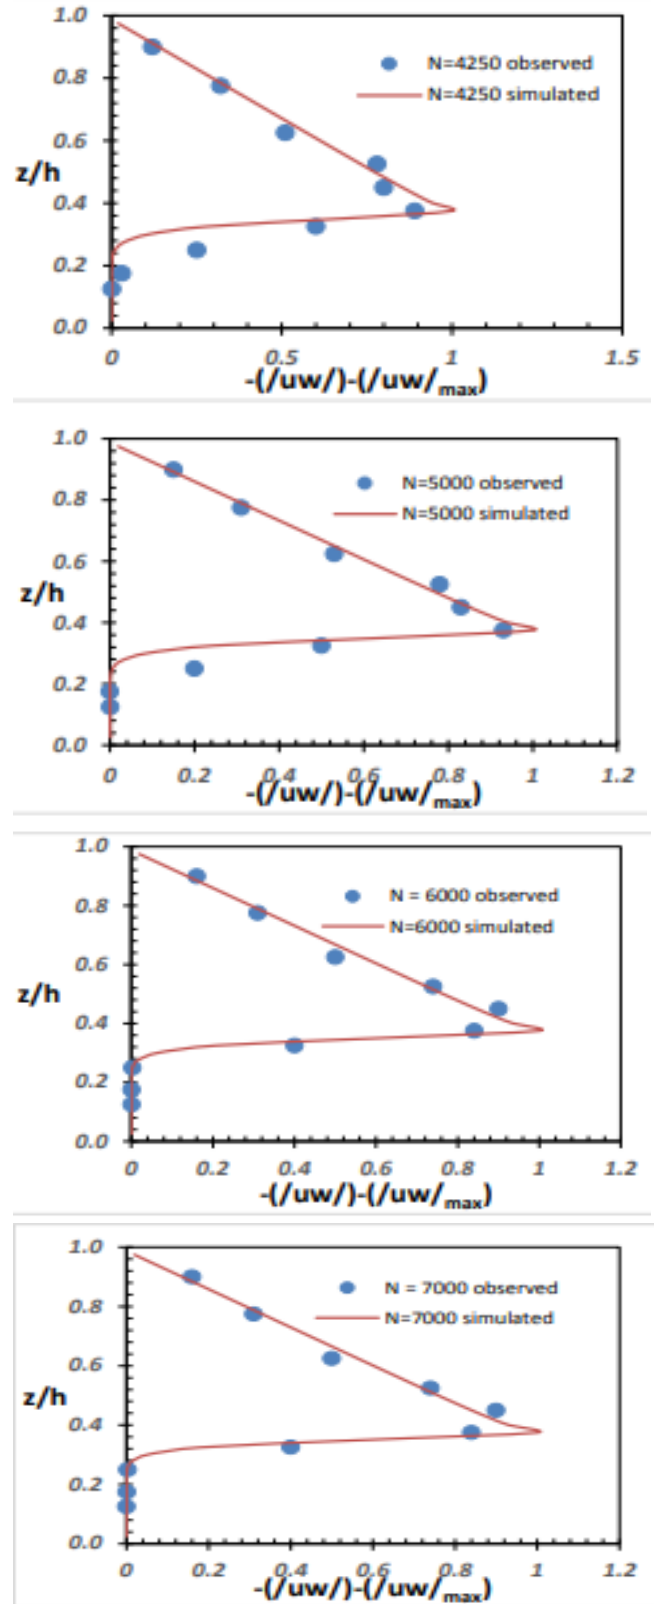 1.0
0.8
0.6
z/h
0.4
0.2
0.0
N=4250 observed
N=4250 simulated
0 0.5 1 1.5
-(/uw/)-(/uw/max)
1.0
0.8
0.6
z/h
0.4
0.2
0.0
N=5000 observed
N=5000 simulated
0 0.2 0.4 0.6 0.8 1 1.2
-(/uw/)-(/uw/max)
1.0
0.8
0.6
z/h
0.4
0.2
0.0
N = 6000 observed
N=6000 simulated
0 0.2 0.4 0.6 0.8 1 1.2
-(/uw/)-(/uw/max)
1.0
0.8
0.6
z/h
0.4
0.2
0.0
N = 7000 observed
N=7000 simulated
0 0.2 0.4 0.6 0.8 1 1.2
-(/uw/)-(/uw/max)